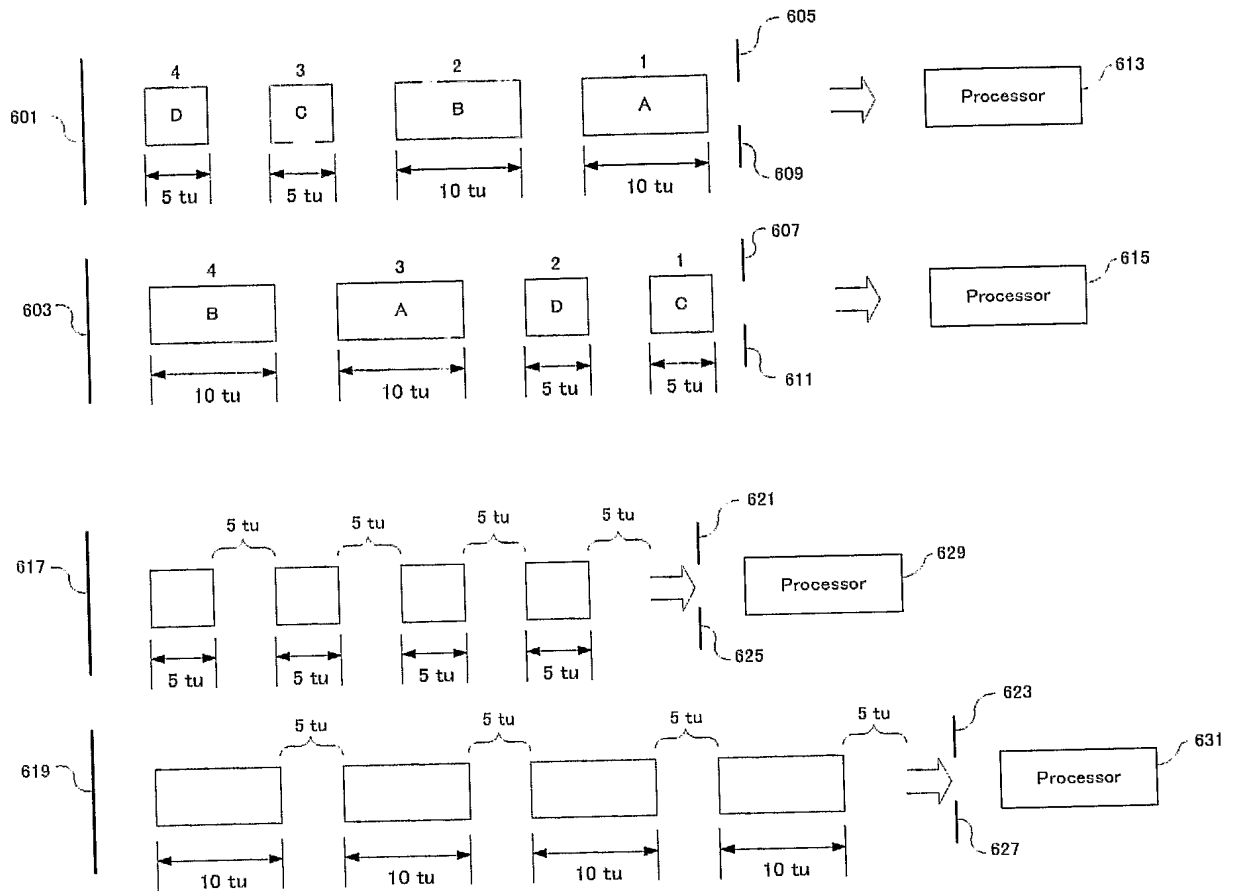 605
4 3 2 1
601 D C B A Processor 613
609
5 tu 5 tu 10 tu 10 tu
607
4 3 2 1
603 B A D C Processor 615
611
10 tu 10 tu 5 tu 5 tu
621
5 tu 5 tu 5 tu 5 tu
617 Processor 629
625
5 tu 5 tu 5 tu 5 tu
623
5 tu 5 tu 5 tu 5 tu
619 Processor 631
627
10 tu 10 tu 10 tu 10 tu